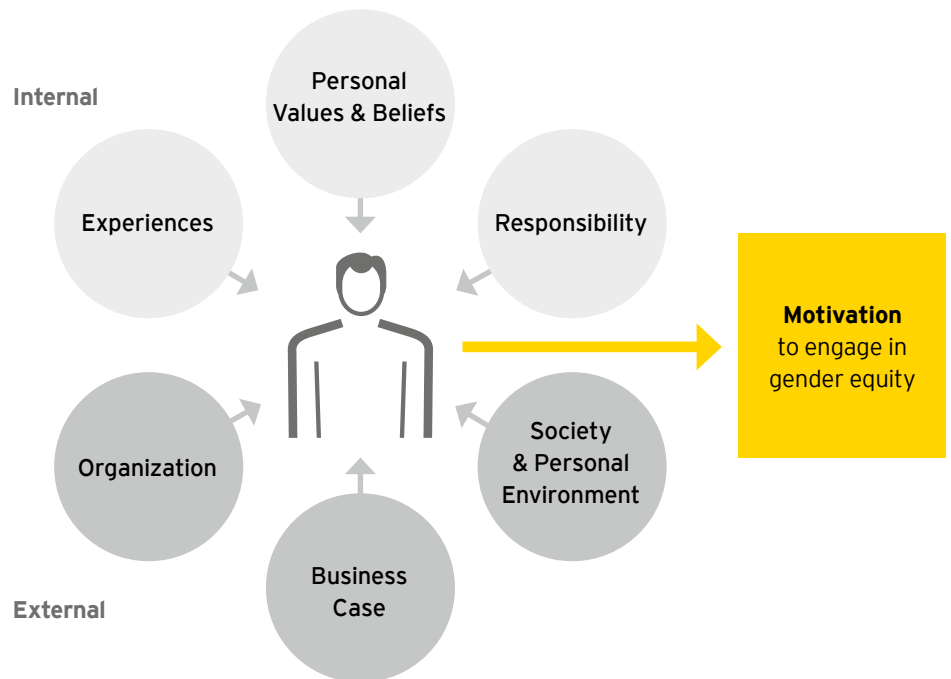 Internal
Personal
Values & Beliefs
Experiences
Responsibility
Motivation
to engage in
gender equity
Organization
Society
& Personal
Environment
Business
Case
External